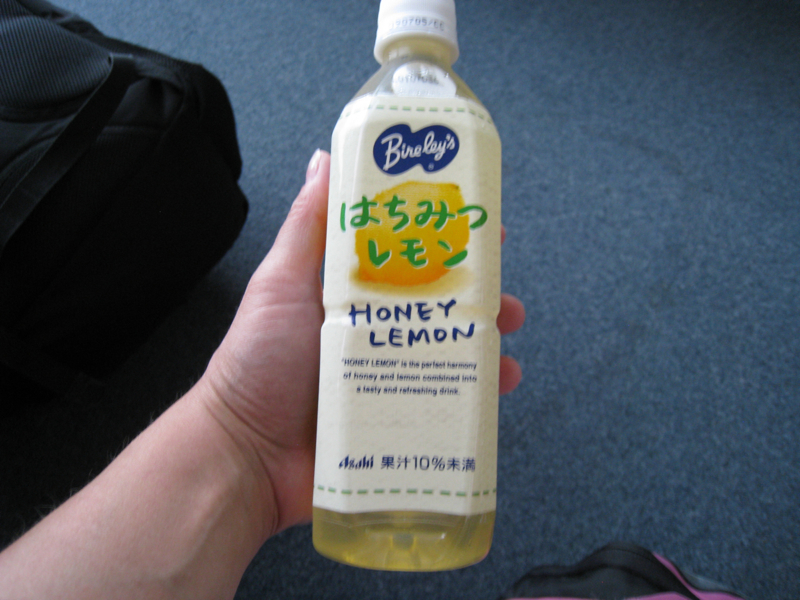 Bireley's
はちみつ
レモン
HONEY
LEMON
"HONEY LEMON" is the perfect harmony
of honey and lemon combined into
a tasty and refreshing drink.
Asahi 果汁10%未満